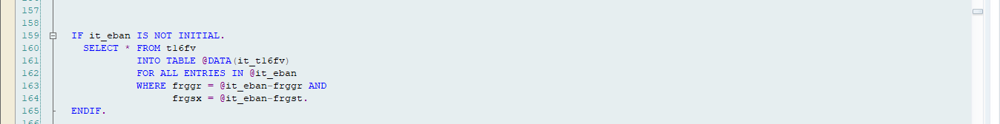 157
158
159 IF it_eban IS NOT INITIAL.
160 SELECT * FROM t16fv
161 INTO TABLE @DATA(it_t16fv)
162 FOR ALL ENTRIES IN @it_eban
163 WHERE frggr = @it_eban-frggr AND
164 frgsx = @it_eban-frgst.
165 ENDIF.
166